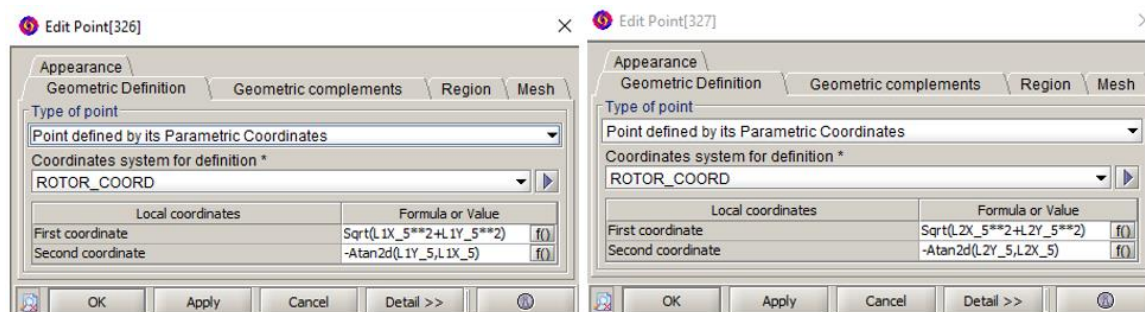 Edit Point[326]
Appearance
Geometric Definition Geometric complements Region Mesh
Type of point
Point defined by its Parametric Coordinates
Coordinates system for definition *
ROTOR_COORD
Local coordinates Formula or Value
First coordinate Sqrt(L1X_5**2+L1Y_5**2) f()
Second coordinate -Atan2d(L1Y_5,L1X_5) f()
OK Apply Cancel Detail >>
Edit Point[327]
Appearance
Geometric Definition Geometric complements Region Mesh
Type of point
Point defined by its Parametric Coordinates
Coordinates system for definition *
ROTOR_COORD
Local coordinates Formula or Value
First coordinate Sqrt(L2X_5**2+L2Y_5**2) f()
Second coordinate -Atan2d(L2Y_5,L2X_5) f()
OK Apply Cancel Detail >>